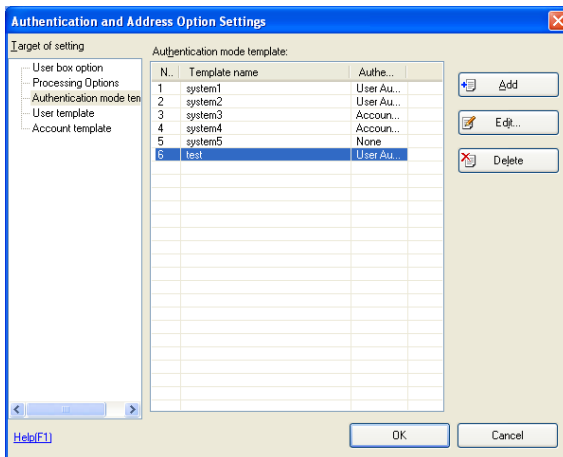 Authentication and Address Option Settings
Target of setting
User box option
Processing Options
Authentication mode ten
User template
Account template
Help(F1)
Authentication mode template:
N.. Template name Authe...
1 system1 User Au...
2 system2 User Au...
3 system3 Accoun...
4 system4 Accoun...
5 system5 None
6 test User Au...
Add
Edit...
Delete
OK Cancel